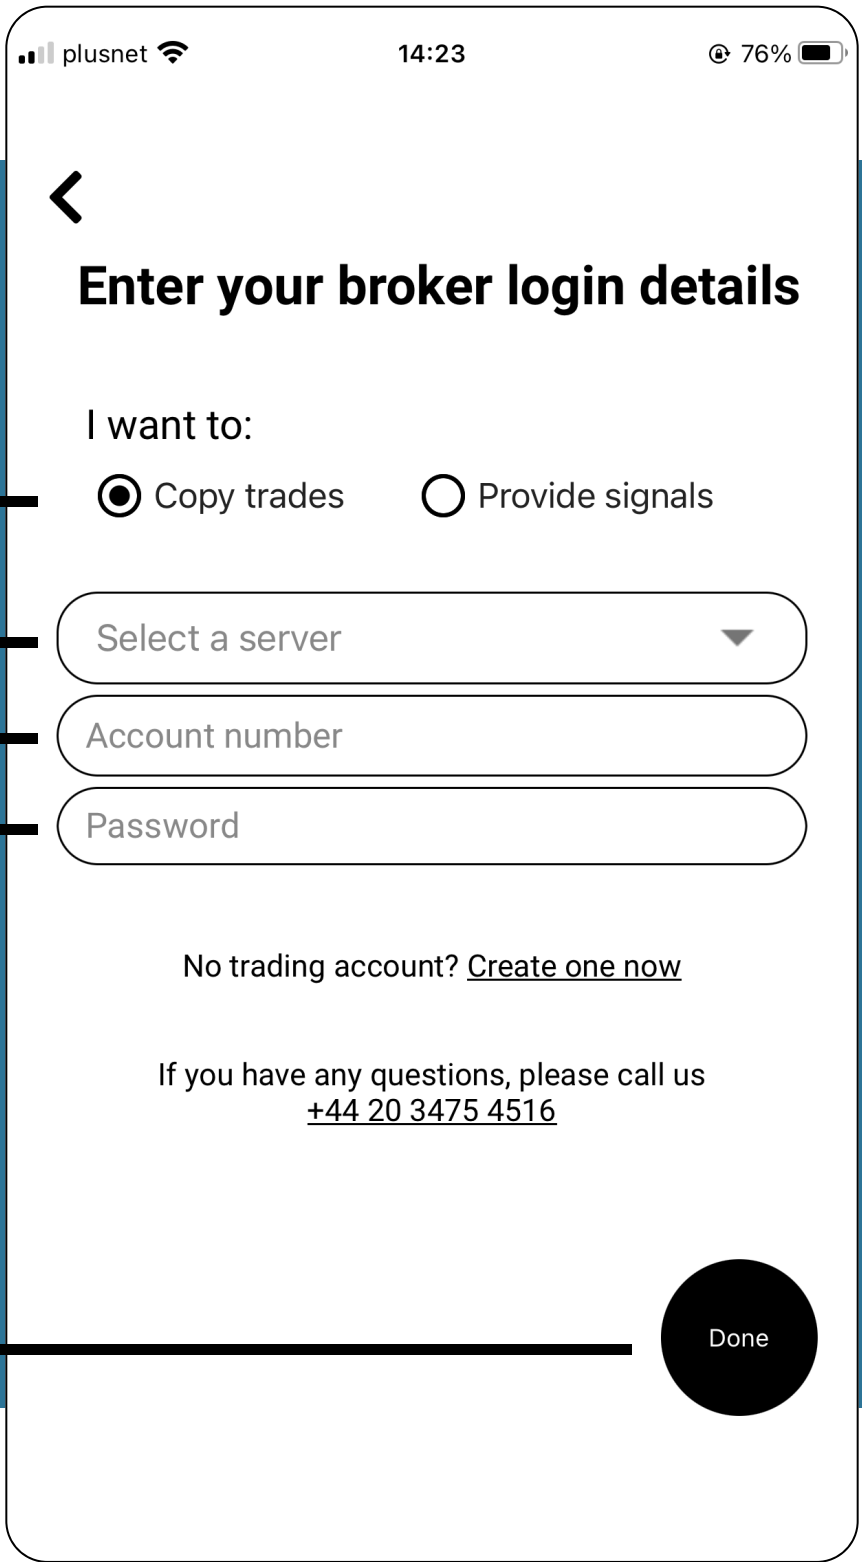 plusnet 14:23 76%
Enter your broker login details
I want to:
Copy trades Provide signals
Select a server
Account number
Password
No trading account? Create one now
If you have any questions, please call us
+44 20 3475 4516
Done